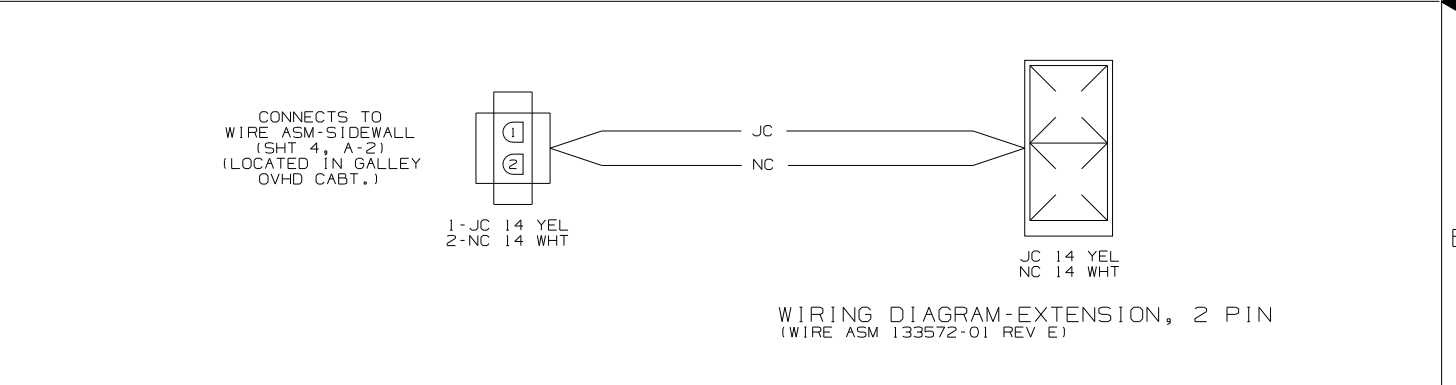 CONNECTS TO
WIRE ASM-SIDEWALL
(SHT 4, A-2)
(LOCATED IN GALLEY
OVHD CABT.)
1
2
1-JC 14 YEL
2-NC 14 WHT
JC
NC
JC 14 YEL
NC 14 WHT
WIRING DIAGRAM-EXTENSION, 2 PIN
(WIRE ASM 133572-01 REV E)